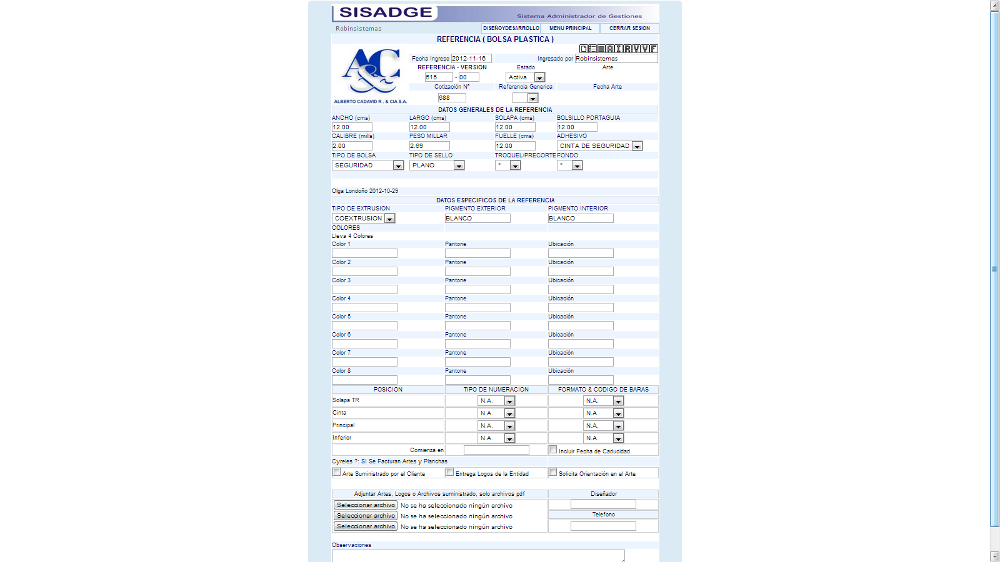 SISADGE
Sistema Administrador de Gestiones
Robinsistemas DISEÑOYDESARROLLO MENU PRINCIPAL CERRAR SESION
REFERENCIA ( BOLSA PLASTICA )
A I R V V F
A&C
ALBERTO CADAVID R . & CIA S.A.
Fecha Ingreso 2012-11-16 Ingresado por Robinsistemas
REFERENCIA - VERSION Estado Arte
515 - 00 Activa
Cotización N° Referencia Generica Fecha Arte
688
DATOS GENERALES DE LA REFERENCIA
ANCHO (cms) LARGO (cms) SOLAPA (cms) BOLSILLO PORTAGUIA
12.00 12.00 12.00 12.00
CALIBRE (mills) PESO MILLAR FUELLE (cms) ADHESIVO
2.00 2.69 12.00 CINTA DE SEGURIDAD
TIPO DE BOLSA TIPO DE SELLO TROQUEL/PRECORTE FONDO
SEGURIDAD PLANO * *
Olga Londoño 2012-10-29
DATOS ESPECIFICOS DE LA REFERENCIA
TIPO DE EXTRUSION PIGMENTO EXTERIOR PIGMENTO INTERIOR
COEXTRUSION BLANCO BLANCO
COLORES
Lleva 4 Colores
Color 1 Pantone Ubicación
Color 2 Pantone Ubicación
Color 3 Pantone Ubicación
Color 4 Pantone Ubicación
Color 5 Pantone Ubicación
Color 6 Pantone Ubicación
Color 7 Pantone Ubicación
Color 8 Pantone Ubicación
POSICION TIPO DE NUMERACION FORMATO & CODIGO DE BARAS
Solapa TR N.A. N.A.
Cinta N.A. N.A.
Principal N.A. N.A.
Inferior N.A. N.A.
Comienza en Incluir Fecha de Caducidad
Cyreles ?: SI Se Facturan Artes y Planchas
Arte Suministrado por el Cliente Entrega Logos de la Entidad Solicita Orientación en el Arte
Adjuntar Artes, Logos o Archivos suministrado, solo archivos pdf Diseñador
Seleccionar archivo No se ha seleccionado ningún archivo
Seleccionar archivo No se ha seleccionado ningún archivo Telefono
Seleccionar archivo No se ha seleccionado ningún archivo
Observaciones